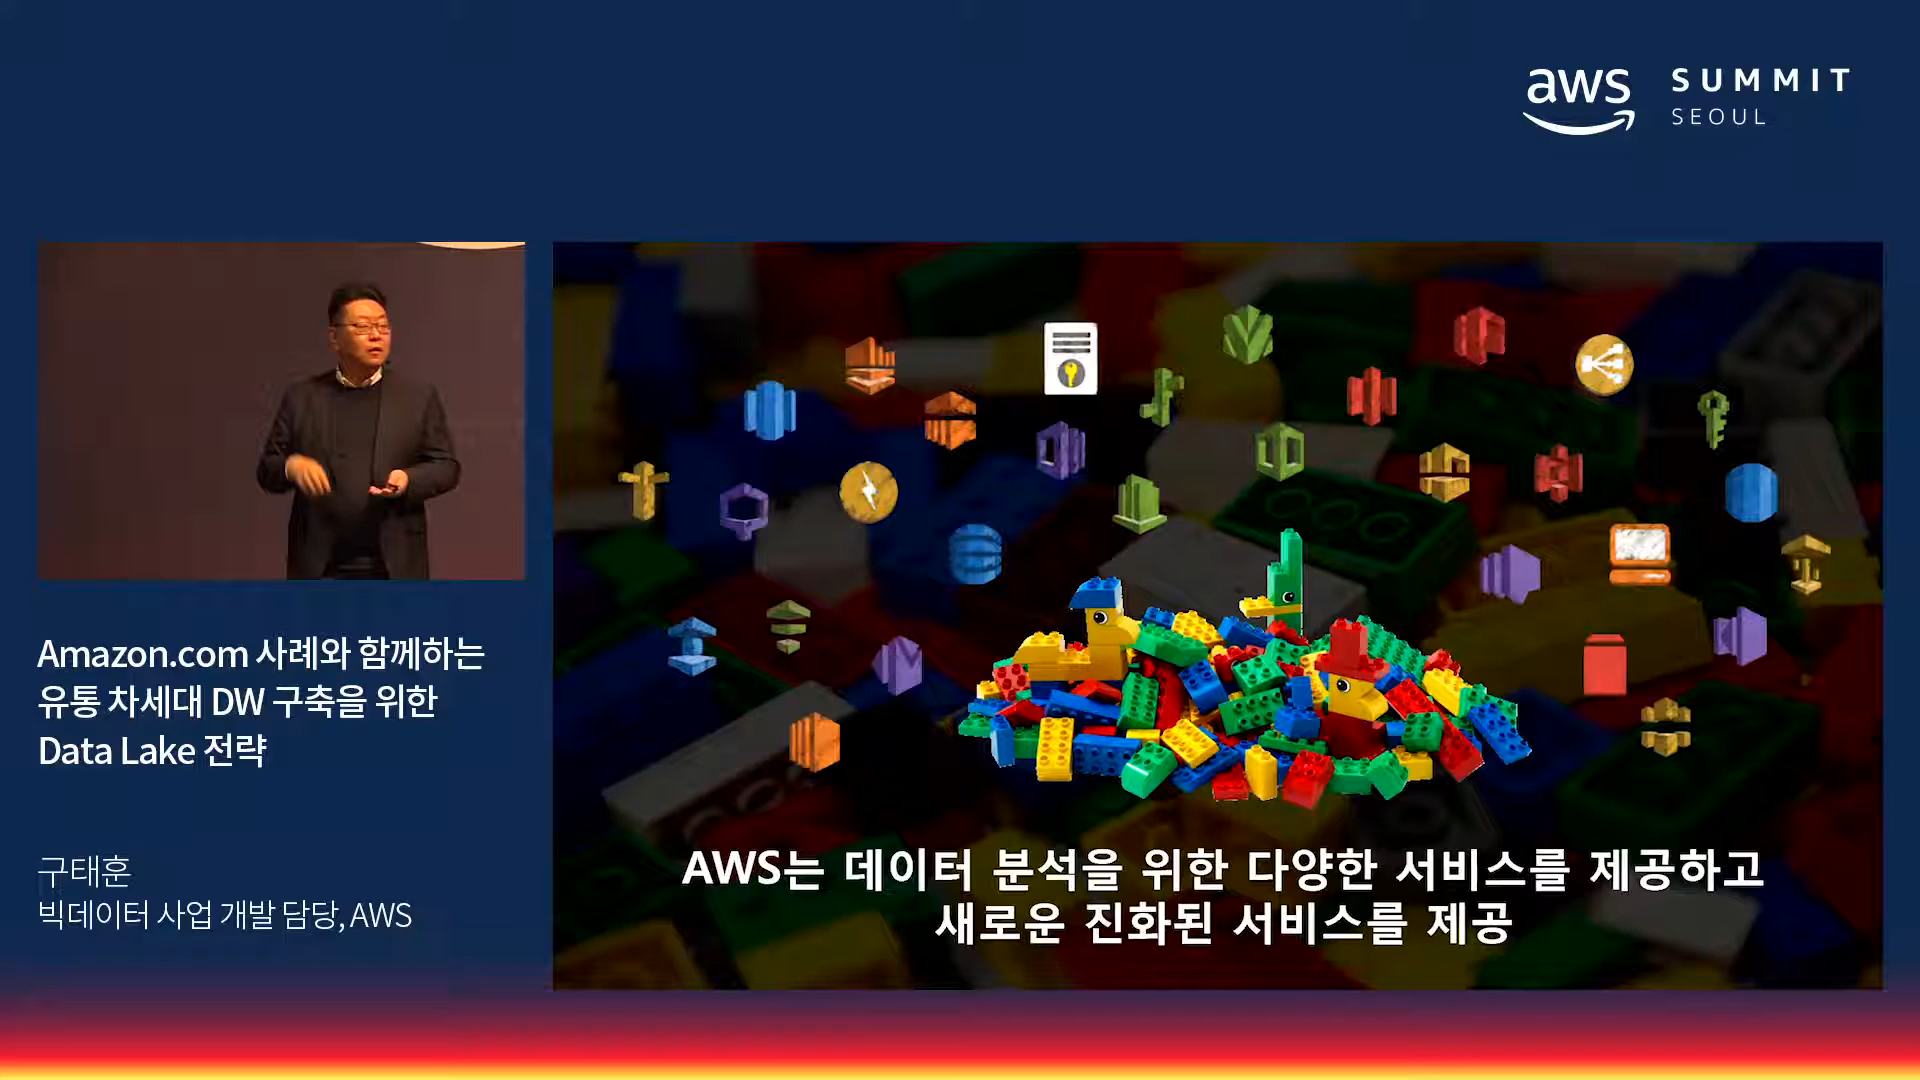 aws SUMMIT
SEOUL
Amazon.com 사례와 함께하는
유통 차세대 DW 구축을 위한
Data Lake 전략
구태훈
빅데이터 사업 개발 담당, AWS
AWS는 데이터 분석을 위한 다양한 서비스를 제공하고
새로운 진화된 서비스를 제공